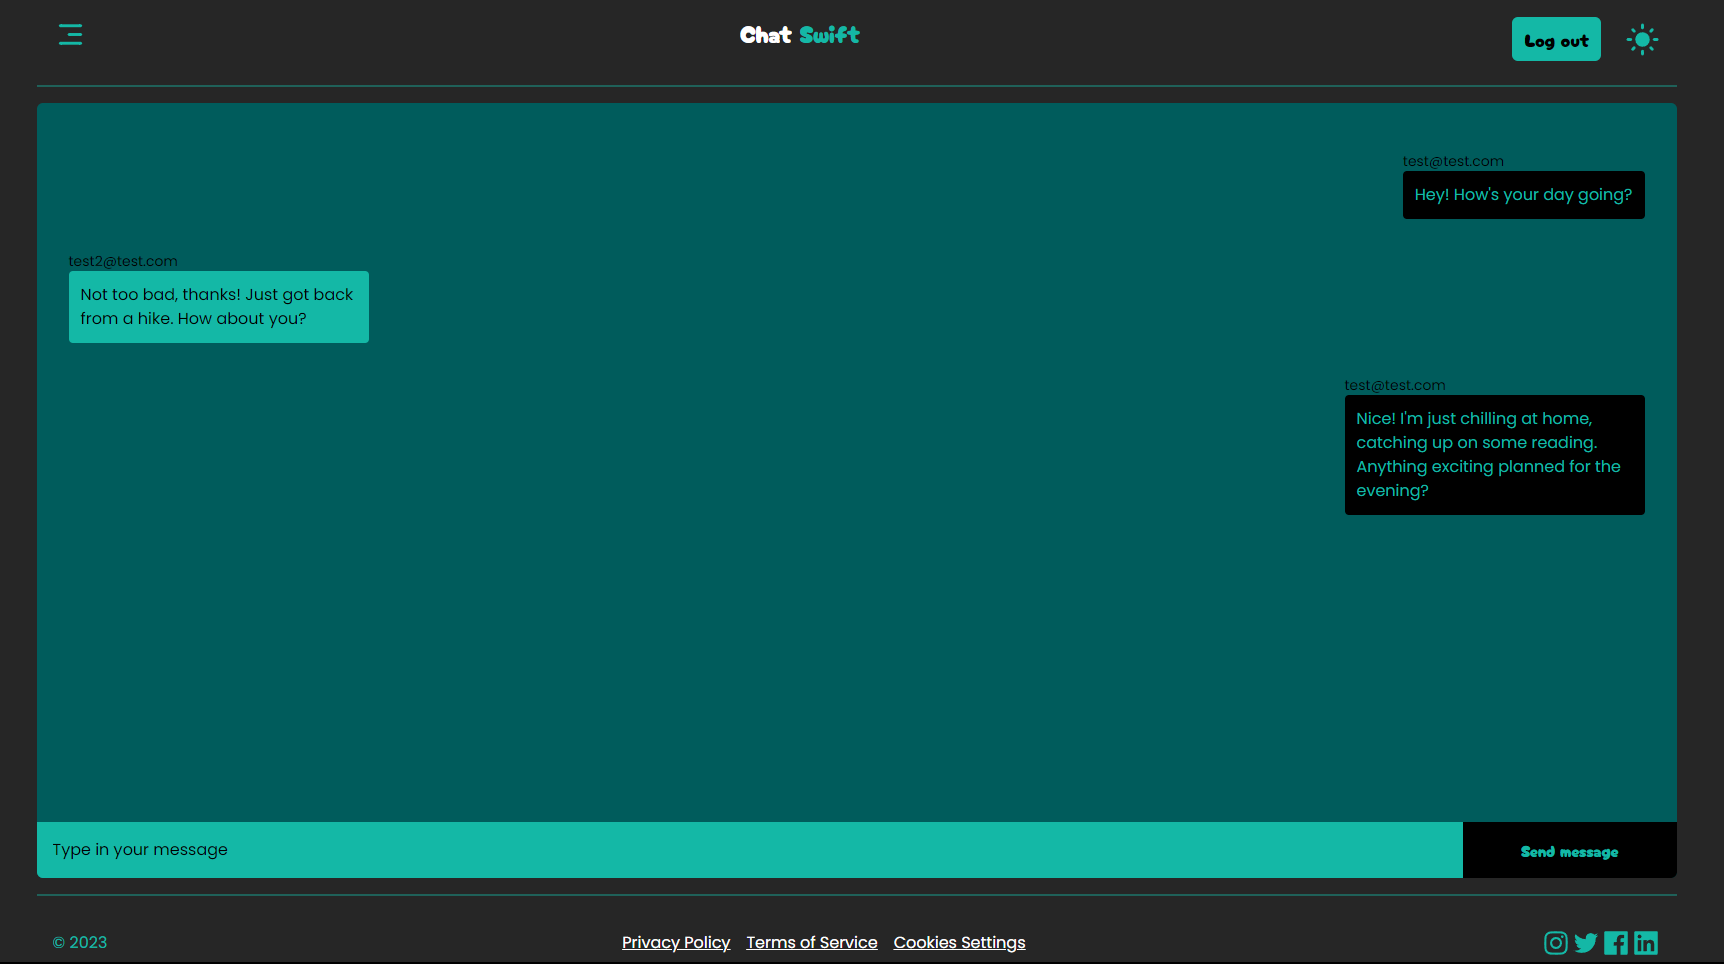 Chat Swift
Log out
test@test.com
Hey! How's your day going?
test2@test.com
Not too bad, thanks! Just got back
from a hike. How about you?
test@test.com
Nice! I'm just chilling at home,
catching up on some reading.
Anything exciting planned for the
evening?
Type in your message
Send message
© 2023
Privacy Policy Terms of Service Cookies Settings